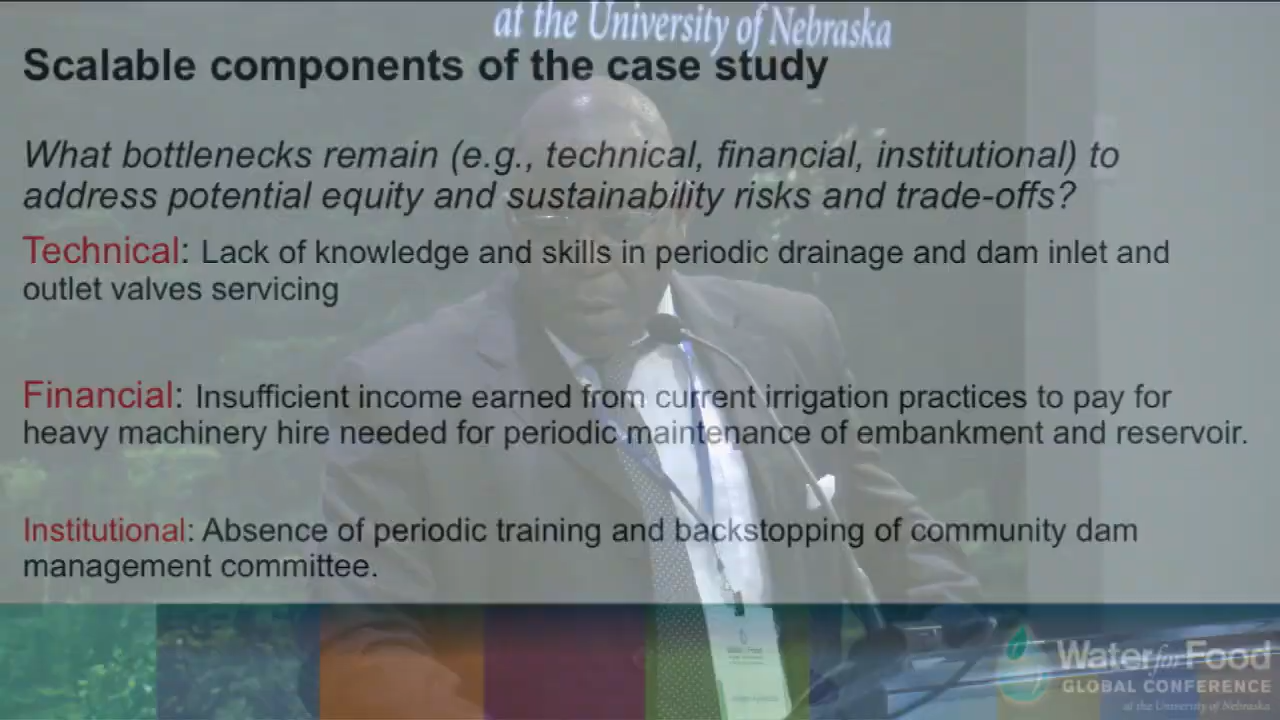 at the University of Nebraska
Scalable components of the case study
What bottlenecks remain (e.g., technical, financial, institutional) to
address potential equity and sustainability risks and trade-offs?
Technical: Lack of knowledge and skills in periodic drainage and dam inlet and
outlet valves servicing
Financial: Insufficient income earned from current irrigation practices to pay for
heavy machinery hire needed for periodic maintenance of embankment and reservoir.
Institutional: Absence of periodic training and backstopping of community dam
management committee.
Water for Food
GLOBAL CONFERENCE
at the University of Nebraska